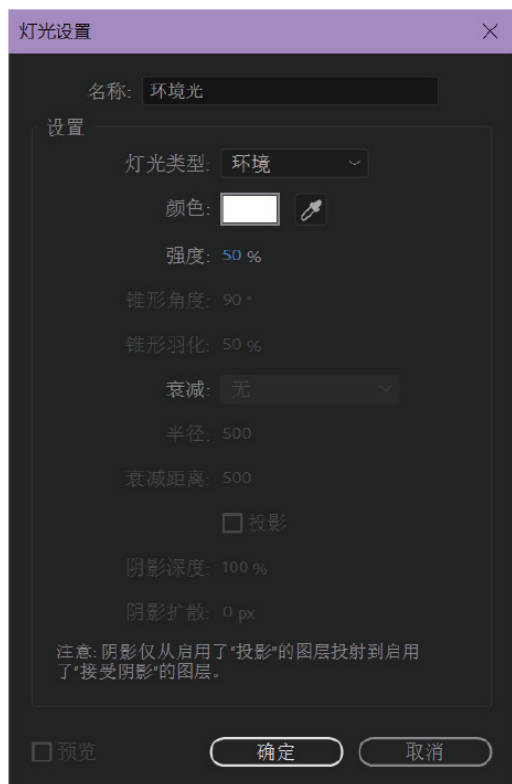 灯光设置
名称: 环境光
设置
灯光类型: 环境
颜色:
强度: 50 %
锥形角度: 90 °
锥形羽化: 50 %
衰减: 无
半径: 500
衰减距离: 500
投影
阴影深度: 100 %
阴影扩散: 0 px
注意: 阴影仅从启用了"投影"的图层投射到启用
了"接受阴影"的图层。
预览 确定 取消